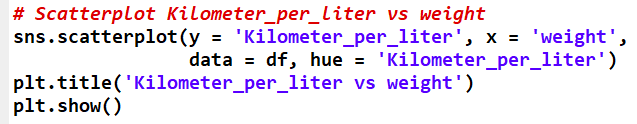 # Scatterplot Kilometer_per_liter vs weight
sns.scatterplot(y = 'Kilometer_per_liter', x = 'weight',
                data = df, hue = 'Kilometer_per_liter')
plt.title('Kilometer_per_liter vs weight')
plt.show()